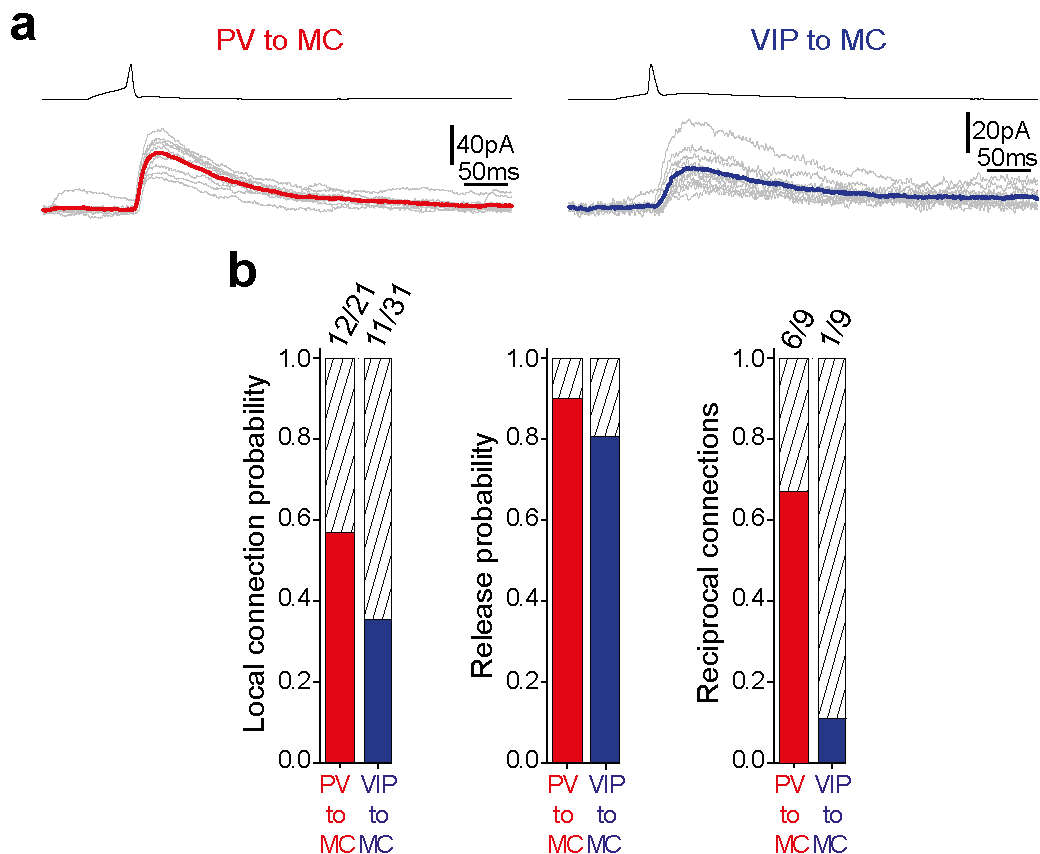 a
PV to MC
VIP to MC
40pA
50ms
20pA
50ms
b
12/21
11/31
6/9
1/9
Local connection probability
1.0
0.8
0.6
0.4
0.2
0.0
PV
to
MC
VIP
to
MC
Release probability
1.0
0.8
0.6
0.4
0.2
0.0
PV
to
MC
VIP
to
MC
Reciprocal connections
1.0
0.8
0.6
0.4
0.2
0.0
PV
to
MC
VIP
to
MC